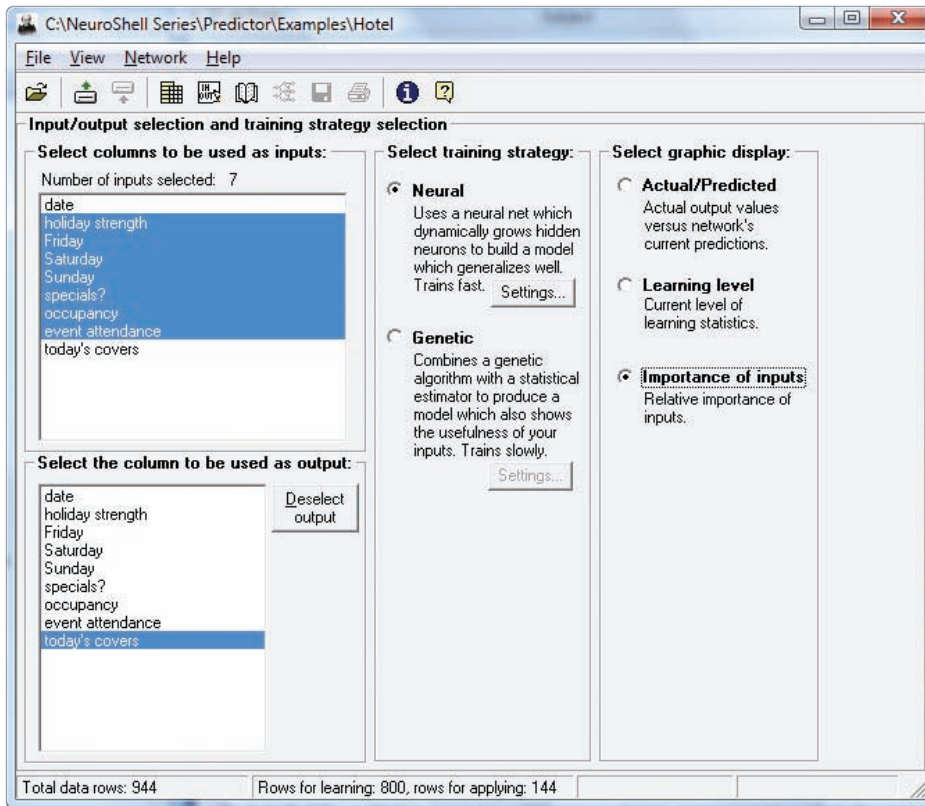 C:\NeuroShell Series\Predictor\Examples\Hotel
File View Network Help
Input/output selection and training strategy selection
Select columns to be used as inputs:
Number of inputs selected: 7
date
holiday strength
Friday
Saturday
Sunday
specials?
occupancy
event attendance
today's covers
Select the column to be used as output:
date
holiday strength
Friday
Saturday
Sunday
specials?
occupancy
event attendance
today's covers
Deselect
output
Select training strategy:
Neural
Uses a neural net which
dynamically grows hidden
neurons to build a model
which generalizes well.
Trains fast.
Settings...
Genetic
Combines a genetic
algorithm with a statistical
estimator to produce a
model which also shows
the usefulness of your
inputs. Trains slowly.
Settings...
Select graphic display:
Actual/Predicted
Actual output values
versus network's
current predictions.
Learning level
Current level of
learning statistics.
Importance of inputs
Relative importance of
inputs.
Total data rows: 944
Rows for learning: 800, rows for applying: 144